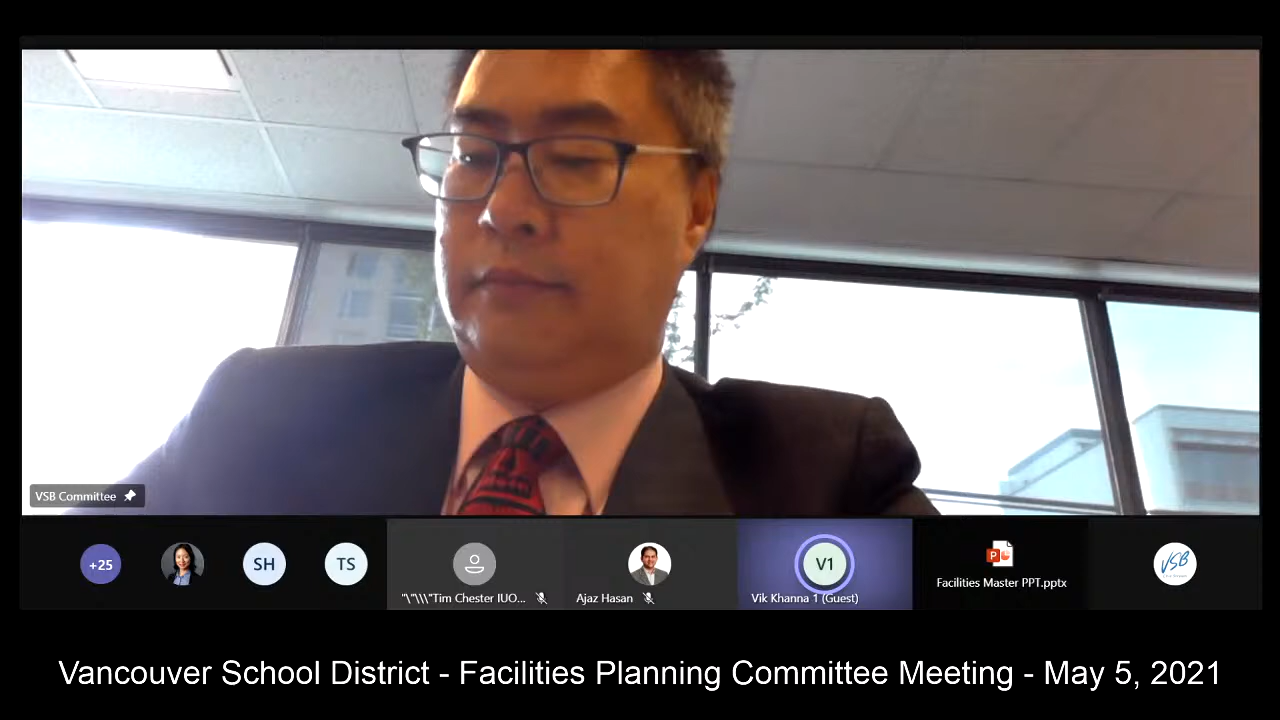 VSB Committee
+25
SH
TS
"\"\\\"Tim Chester IUO...
Ajaz Hasan
V1
Vik Khanna 1 (Guest)
Facilities Master PPT.pptx
VSB
Vancouver School District - Facilities Planning Committee Meeting - May 5, 2021